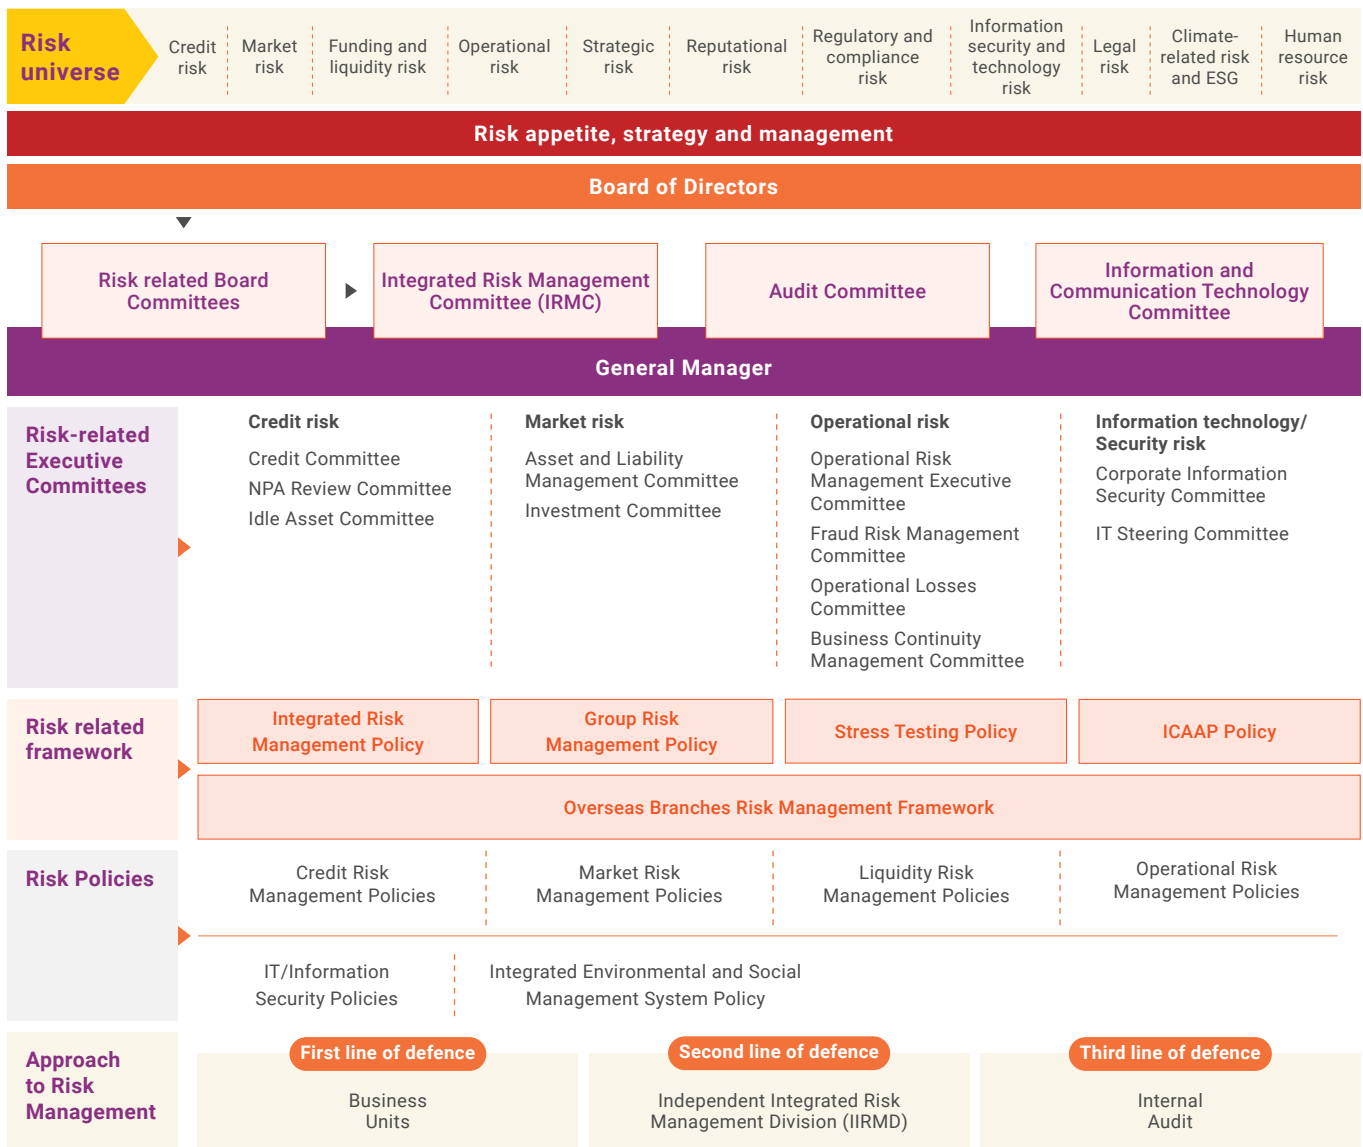 Risk
universe
Credit
risk
Market
risk
Funding and
liquidity risk
Operational
risk
Strategic
risk
Reputational
risk
Regulatory and
compliance
risk
Information
security and
technology
risk
Legal
risk
Climate-
related risk
and ESG
Human
resource
risk
Risk appetite, strategy and management
Board of Directors
Risk related Board
Committees
Integrated Risk Management
Committee (IRMC)
Audit Committee
Information and
Communication Technology
Committee
General Manager
Risk-related
Executive
Committees
Credit risk
Credit Committee
NPA Review Committee
Idle Asset Committee
Market risk
Asset and Liability
Management Committee
Investment Committee
Operational risk
Operational Risk
Management Executive
Committee
Fraud Risk Management
Committee
Operational Losses
Committee
Business Continuity
Management Committee
Information technology/
Security risk
Corporate Information
Security Committee
IT Steering Committee
Risk related
framework
Integrated Risk
Management Policy
Group Risk
Management Policy
Stress Testing Policy
ICAAP Policy
Overseas Branches Risk Management Framework
Risk Policies
Credit Risk
Management Policies
Market Risk
Management Policies
Liquidity Risk
Management Policies
Operational Risk
Management Policies
IT/Information
Security Policies
Integrated Environmental and Social
Management System Policy
Approach
to Risk
Management
First line of defence
Business
Units
Second line of defence
Independent Integrated Risk
Management Division (IIRMD)
Third line of defence
Internal
Audit